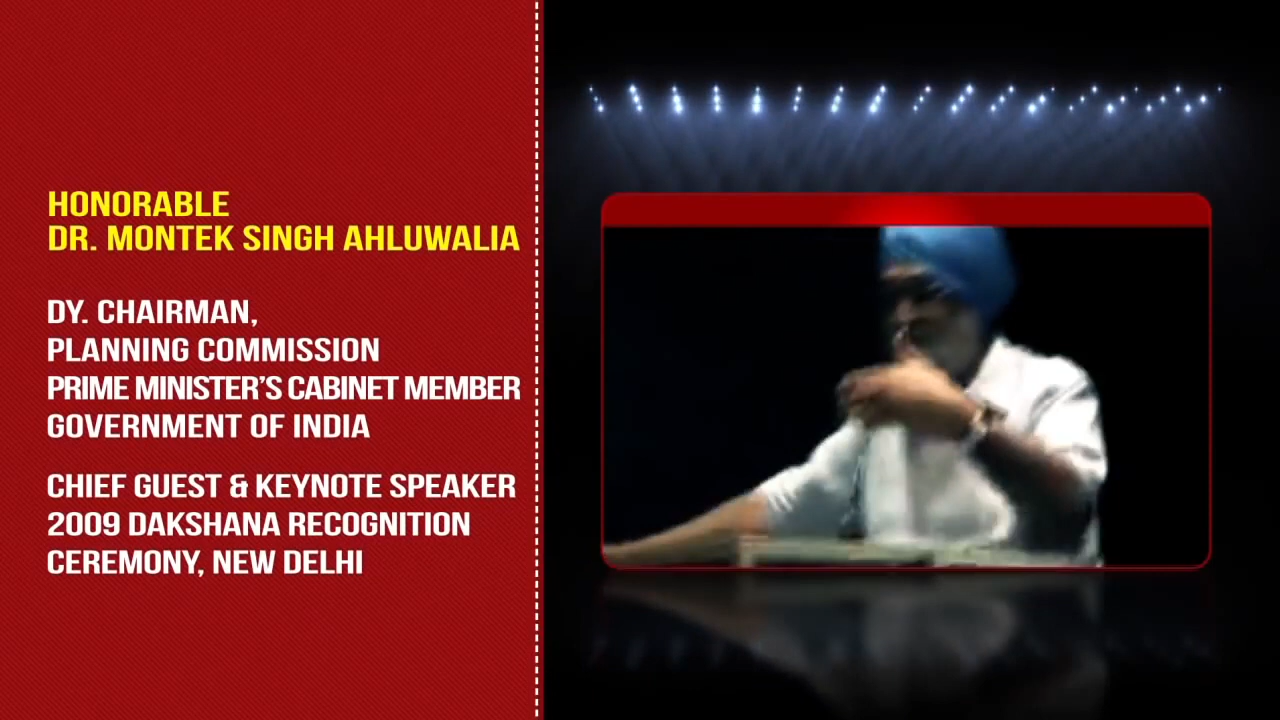 HONORABLE
DR. MONTEK SINGH AHLUWALIA
DY. CHAIRMAN,
PLANNING COMMISSION
PRIME MINISTER'S CABINET MEMBER
GOVERNMENT OF INDIA
CHIEF GUEST & KEYNOTE SPEAKER
2009 DAKSHANA RECOGNITION
CEREMONY, NEW DELHI